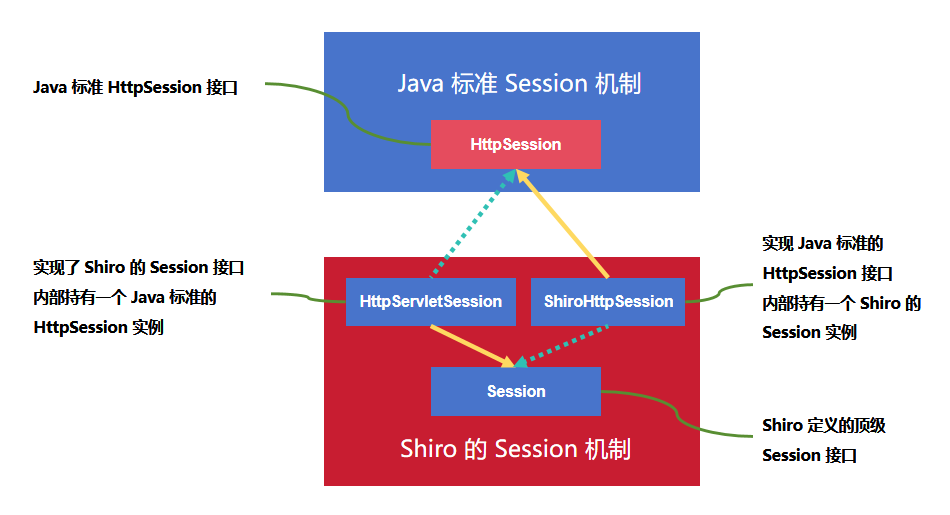 Java 标准 Session 机制
Java 标准 HttpSession 接口
HttpSession
实现了 Shiro 的 Session 接口
内部持有一个 Java 标准的
HttpSession 实例
HttpServletSession
ShiroHttpSession
实现 Java 标准的
HttpSession 接口
内部持有一个 Shiro 的
Session 实例
Session
Shiro 的 Session 机制
Shiro 定义的顶级
Session 接口